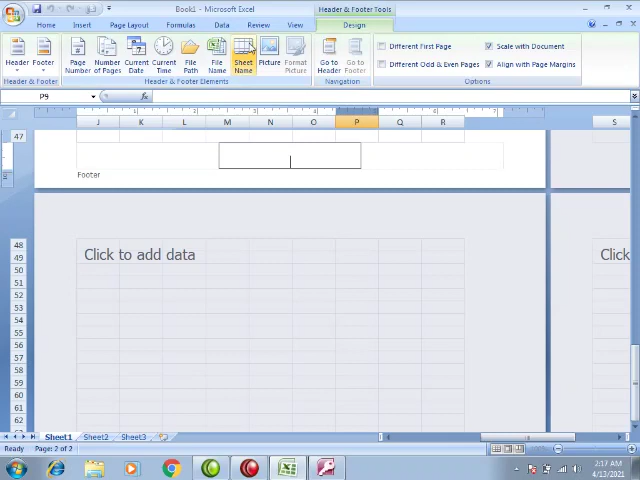 Book1 - Microsoft Excel
Header & Footer Tools
Home Insert Page Layout Formulas Data Review View Design
Header Footer
Header & Footer
Page Number Number of Pages Current Date Current Time File Path File Name Sheet Name Picture Format Picture
Header & Footer Elements
Go to Header Go to Footer
Navigation
Different First Page Scale with Document
Different Odd & Even Pages Align with Page Margins
Options
P9 fx
J K L M N O P Q R S
47
Footer
48
Click to add data Click
49
50
51
52
53
54
55
56
57
58
59
60
61
62
Sheet1 Sheet2 Sheet3
Ready Page: 2 of 2
2:17 AM
4/13/2021